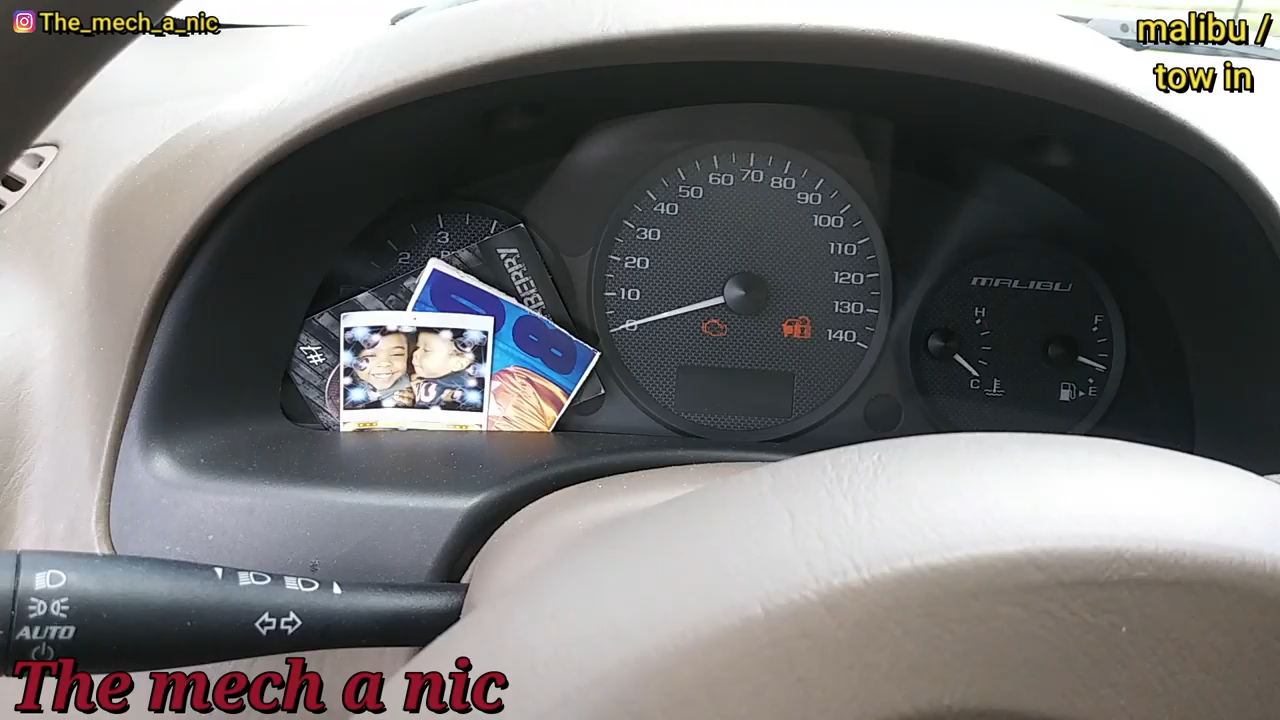 The_mech_a_nic
malibu /
tow in
3
2
BERRY
#7
0
10
20
30
40
50
60
70
80
90
100
110
120
130
140
MALIBU
H
C
F
E
AUTO
The mech a nic